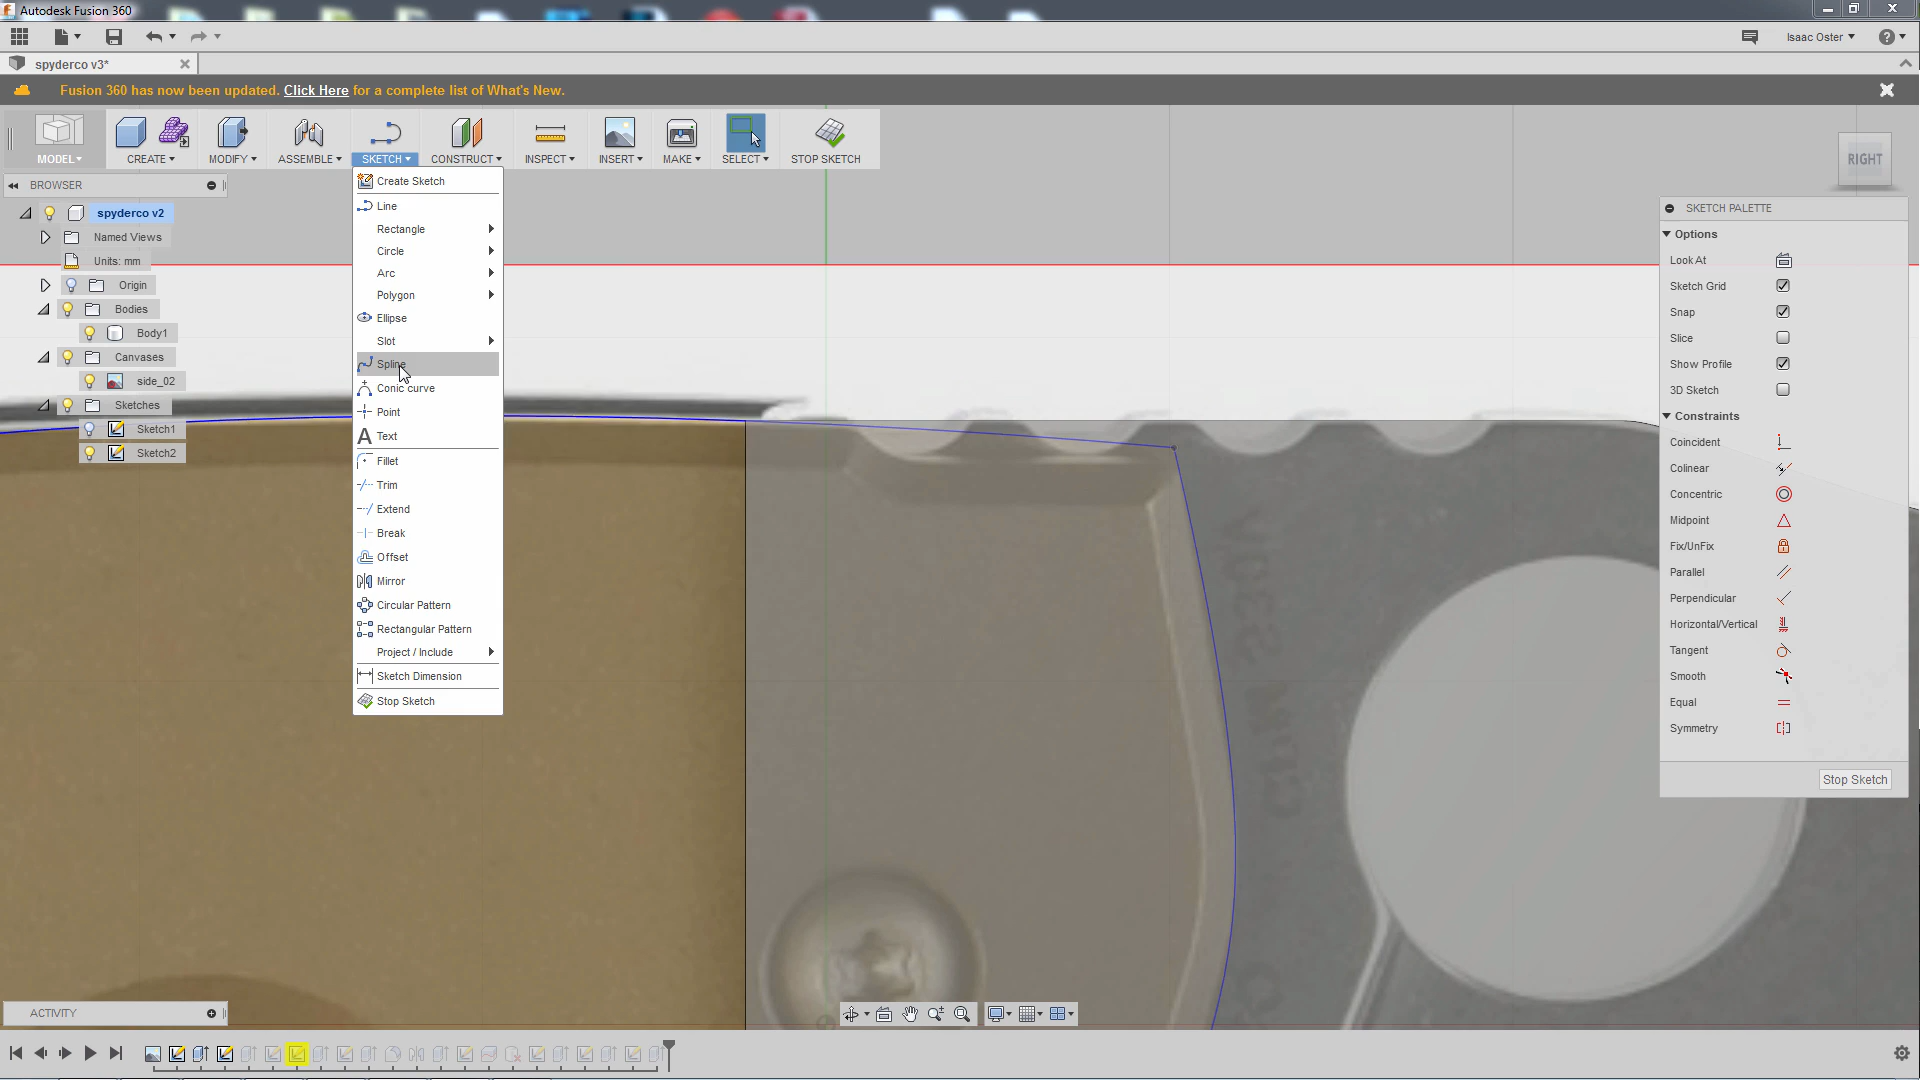 Autodesk Fusion 360
Isaac Oster
spyderco v3*
Fusion 360 has now been updated. Click Here for a complete list of What's New.
MODEL
CREATE
MODIFY
ASSEMBLE
SKETCH
CONSTRUCT
INSPECT
INSERT
MAKE
SELECT
STOP SKETCH
RIGHT
BROWSER
spyderco v2
Named Views
Units: mm
Origin
Bodies
Body1
Canvases
side_02
Sketches
Sketch1
Sketch2
Create Sketch
Line
Rectangle
Circle
Arc
Polygon
Ellipse
Slot
Spline
Conic curve
Point
Text
Fillet
Trim
Extend
Break
Offset
Mirror
Circular Pattern
Rectangular Pattern
Project / Include
Sketch Dimension
Stop Sketch
SKETCH PALETTE
Options
Look At
Sketch Grid
Snap
Slice
Show Profile
3D Sketch
Constraints
Coincident
Colinear
Concentric
Midpoint
Fix/UnFix
Parallel
Perpendicular
Horizontal/Vertical
Tangent
Smooth
Equal
Symmetry
Stop Sketch
ACTIVITY